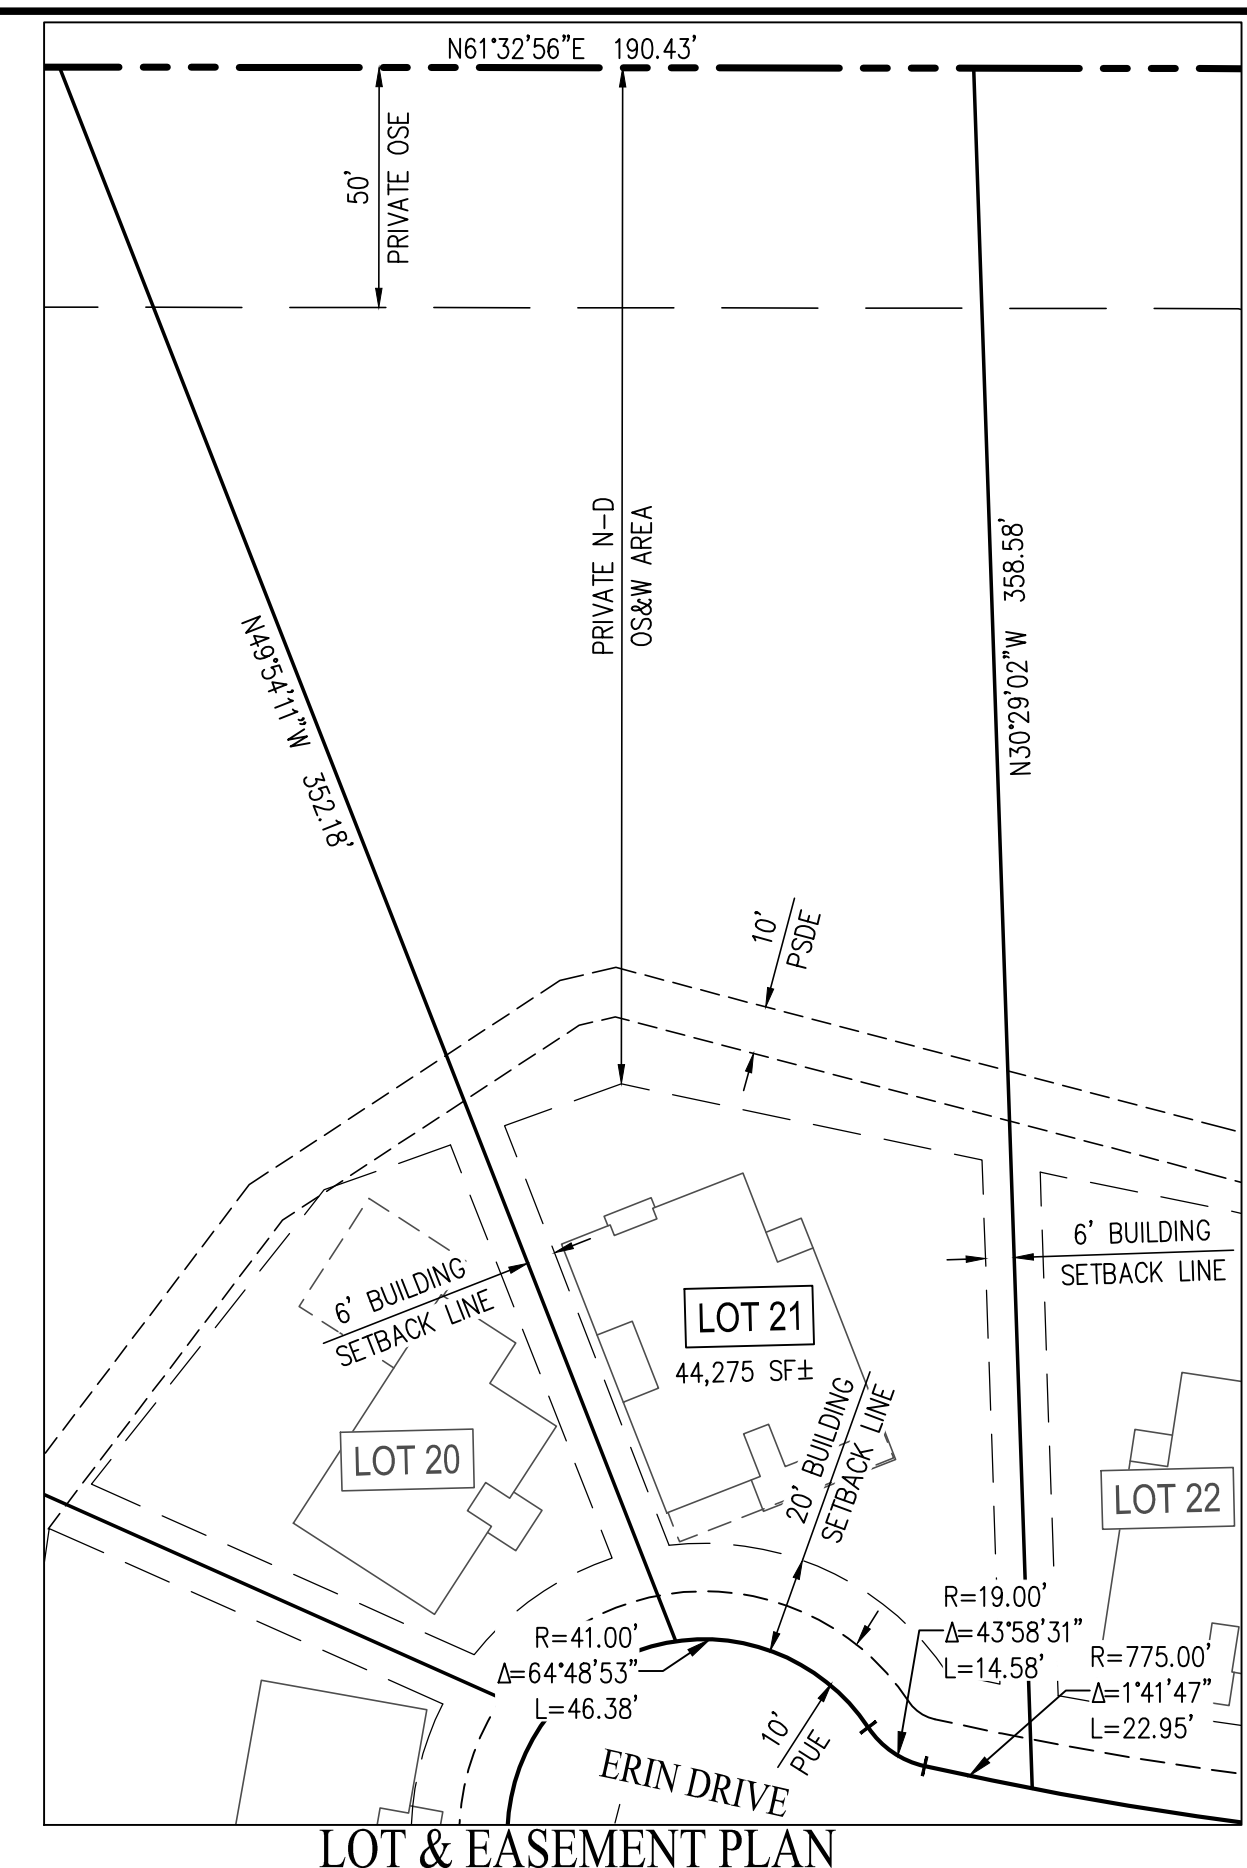 N61°32'56"E 190.43'
50'
PRIVATE OSE
PRIVATE N-D
OS&W AREA
N30°29'02"W 358.58'
N49°54'11"W 352.18'
10'
PSDE
6' BUILDING
SETBACK LINE
6' BUILDING
SETBACK LINE
LOT 21
44,275 SF±
20' BUILDING
SETBACK LINE
LOT 20
LOT 22
R=19.00'
Δ=43°58'31"
L=14.58'
R=41.00'
Δ=64°48'53"
L=46.38'
R=775.00'
Δ=1°41'47"
L=22.95'
10'
PUE
ERIN DRIVE
LOT & EASEMENT PLAN